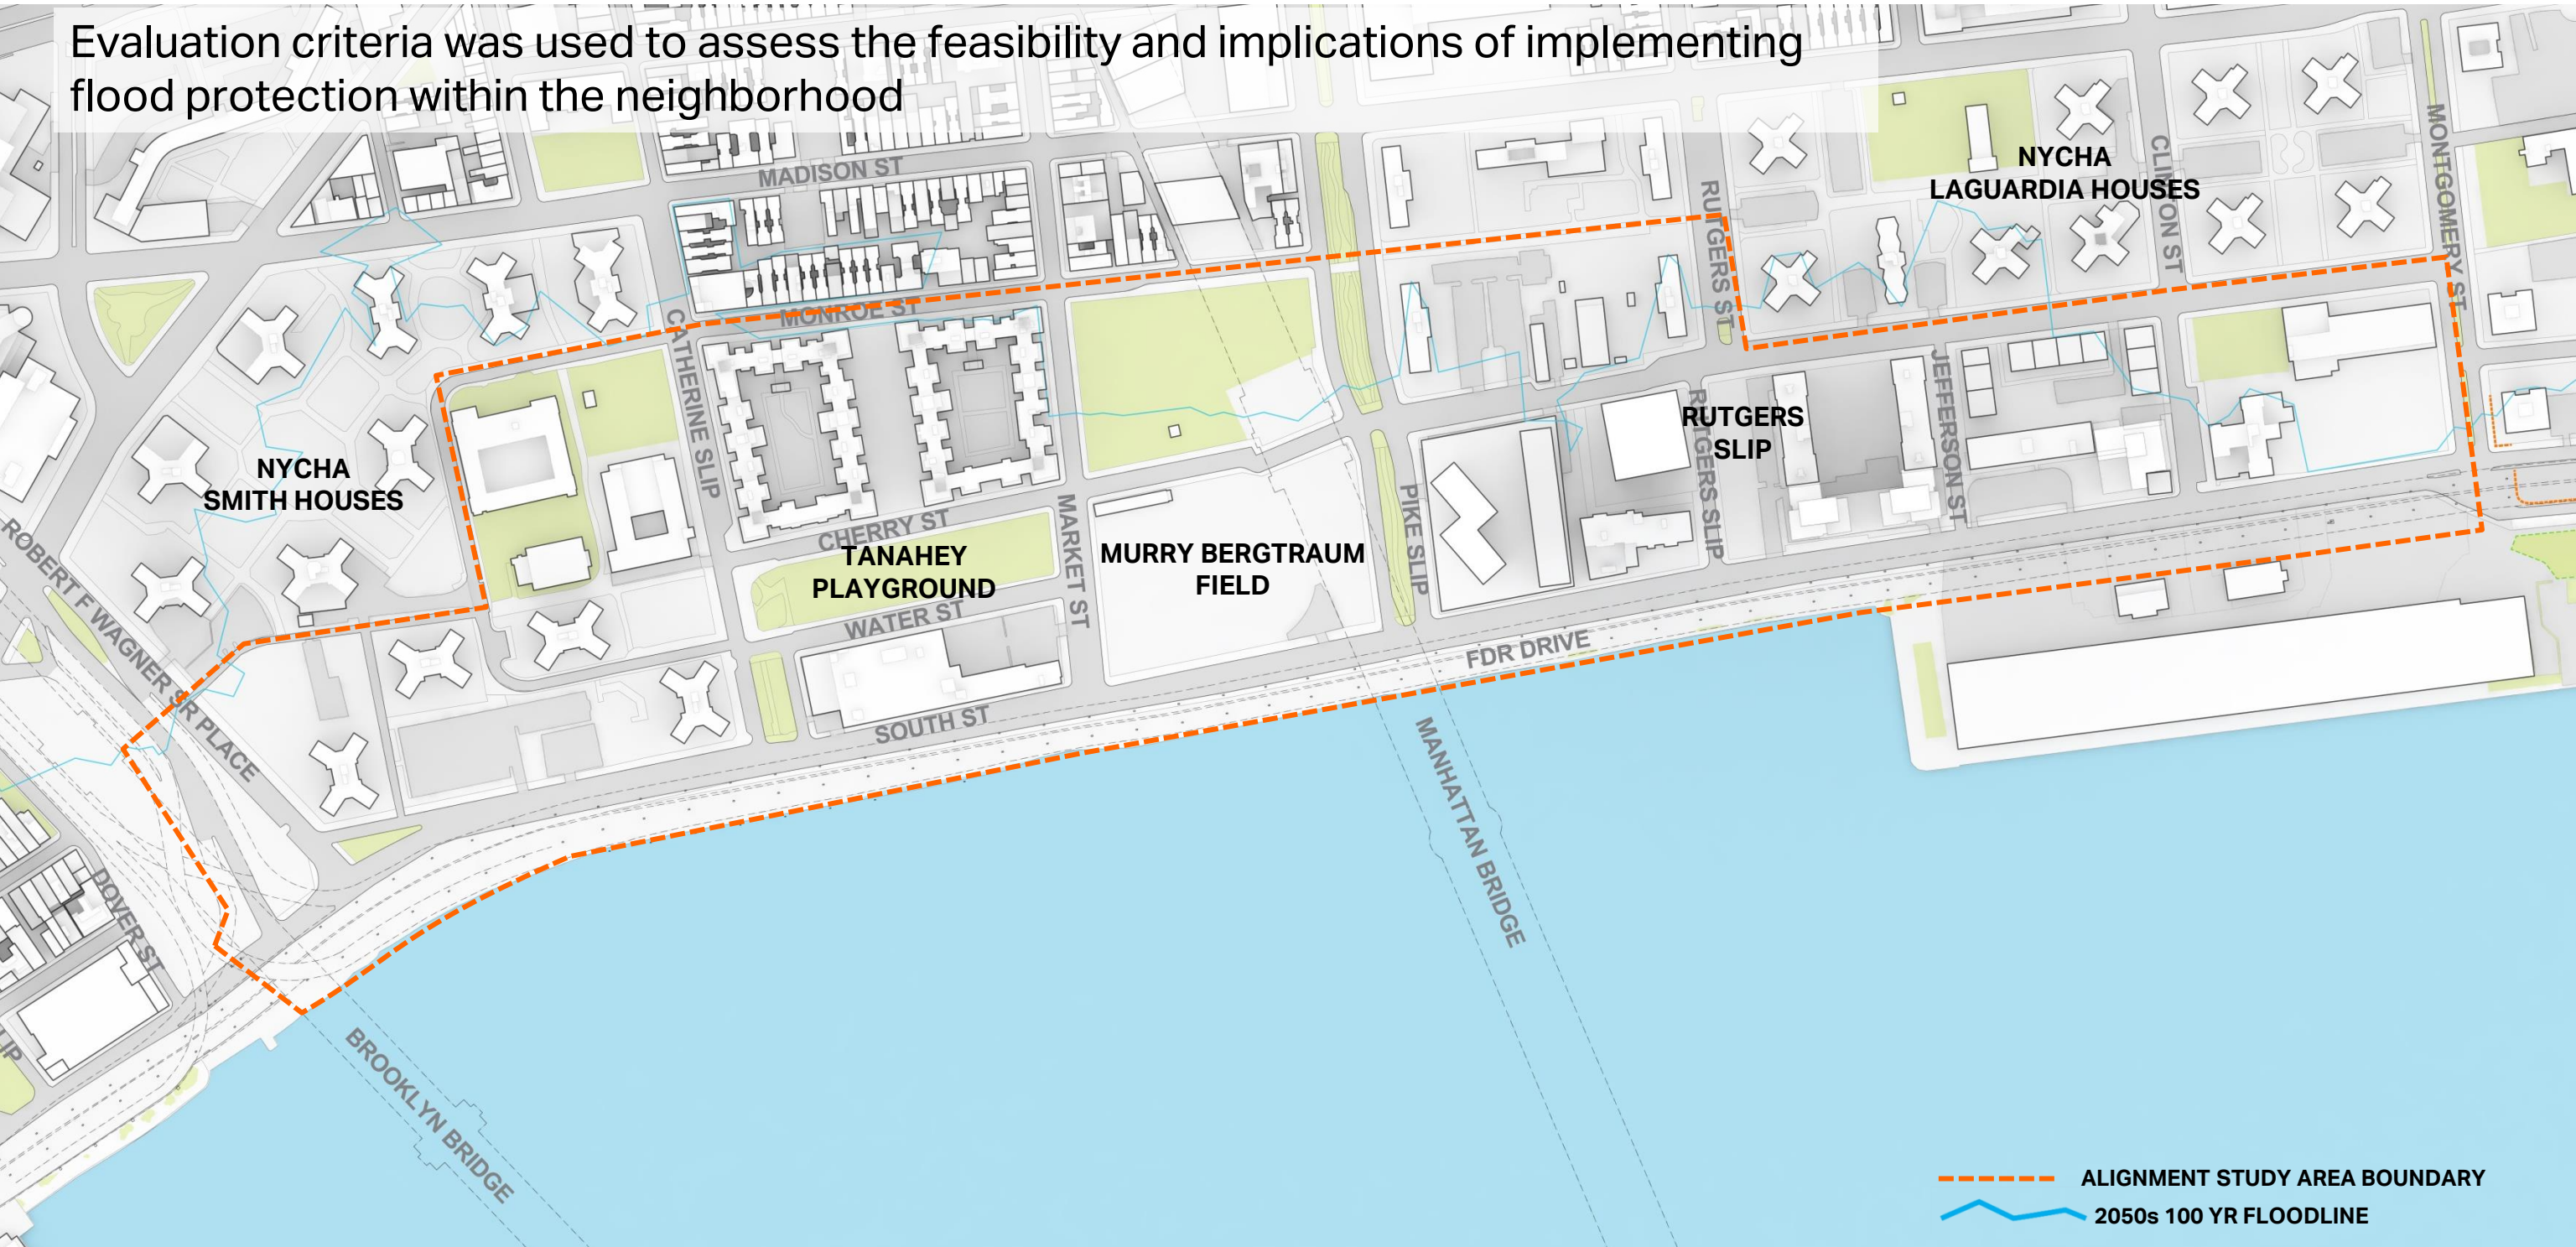 Evaluation criteria was used to assess the feasibility and implications of implementing
flood protection within the neighborhood
MADISON ST
MONROE ST
CATHERINE SLIP
NYCHA
SMITH HOUSES
ROBERT F WAGNER SR PLACE
DOVER ST
CHERRY ST
TANAHEY
PLAYGROUND
WATER ST
SOUTH ST
MARKET ST
MURRY BERGTRAUM
FIELD
PIKE SLIP
FDR DRIVE
RUTGERS ST
RUTGERS
SLIP
RUTGERS SLIP
JEFFERSON ST
NYCHA
LAGUARDIA HOUSES
CLINTON ST
MONTGOMERY ST
MANHATTAN BRIDGE
BROOKLYN BRIDGE
ALIGNMENT STUDY AREA BOUNDARY
2050s 100 YR FLOODLINE